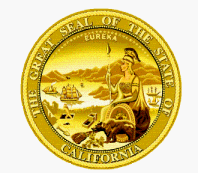 EUREKA
THE GREAT SEAL OF THE STATE OF
CALIFORNIA